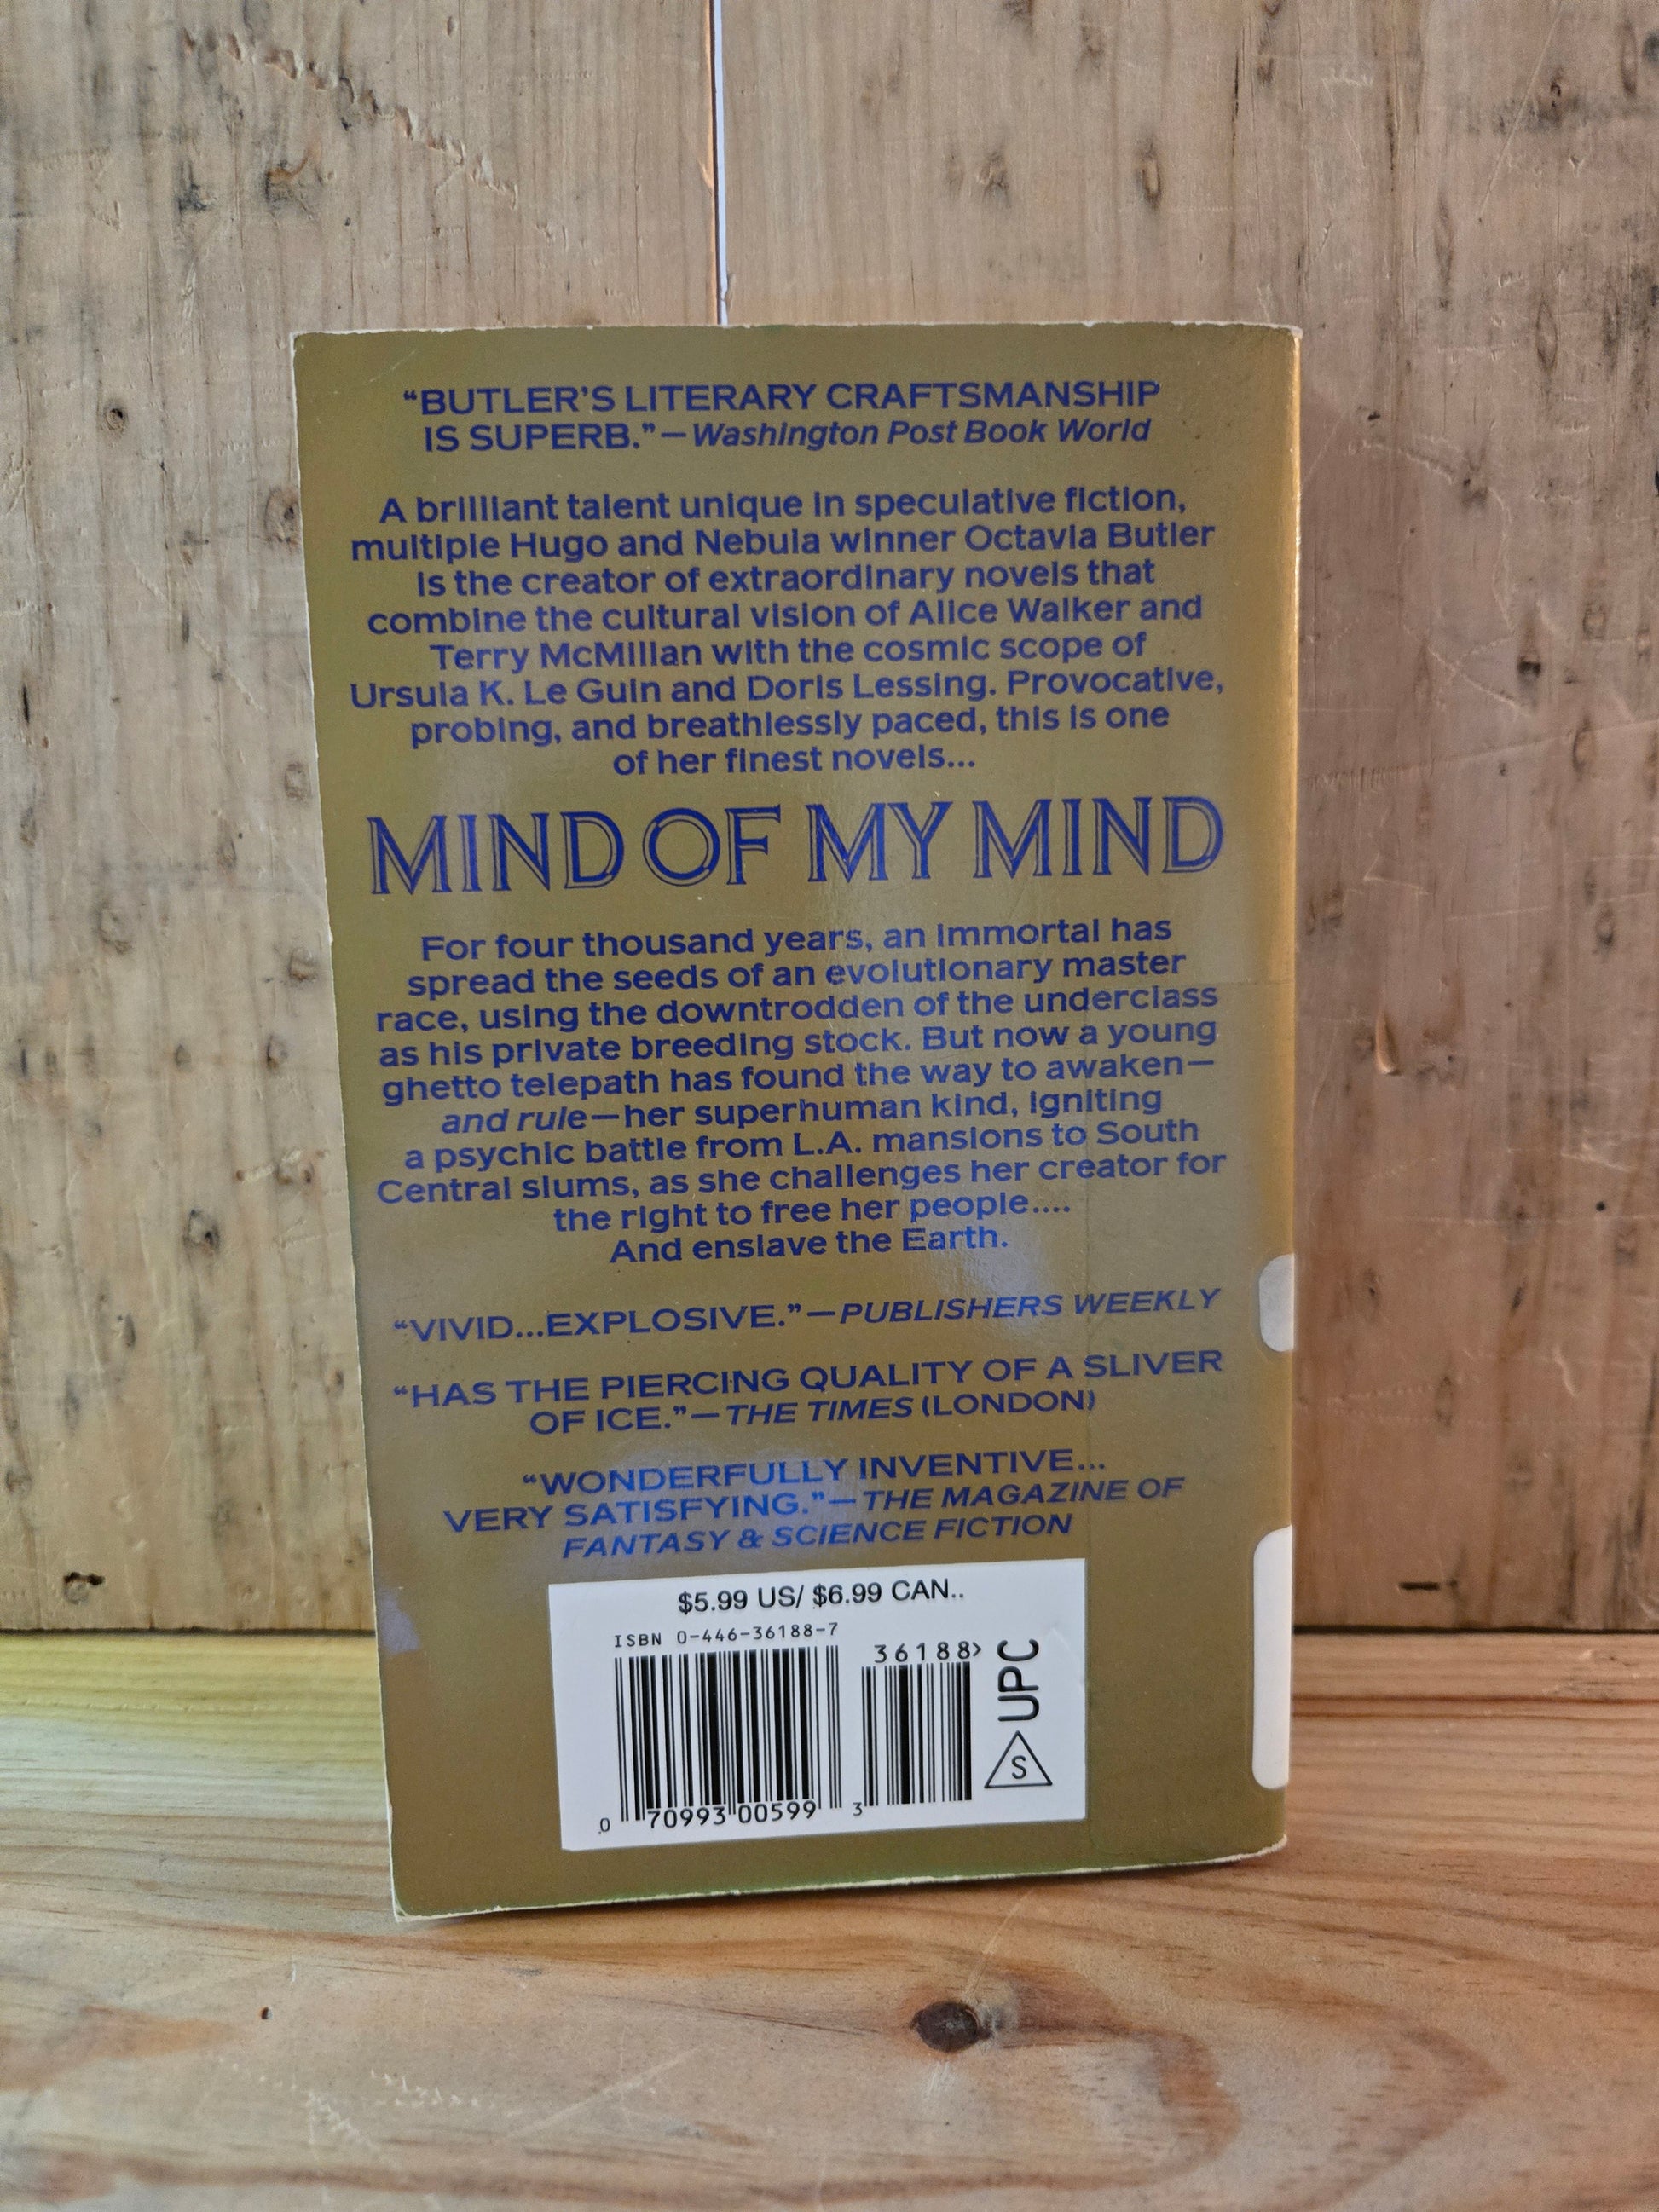 “BUTLER’S LITERARY CRAFTSMANSHIP
IS SUPERB.”—Washington Post Book World
A brilliant talent unique in speculative fiction,
multiple Hugo and Nebula winner Octavia Butler
is the creator of extraordinary novels that
combine the cultural vision of Alice Walker and
Terry McMillan with the cosmic scope of
Ursula K. Le Guin and Doris Lessing. Provocative,
probing, and breathlessly paced, this is one
of her finest novels...
MIND OF MY MIND
For four thousand years, an immortal has
spread the seeds of an evolutionary master
race, using the downtrodden of the underclass
as his private breeding stock. But now a young
ghetto telepath has found the way to awaken—
and rule—her superhuman kind, igniting
a psychic battle from L.A. mansions to South
Central slums, as she challenges her creator for
the right to free her people....
And enslave the Earth.
“VIVID...EXPLOSIVE.”—PUBLISHERS WEEKLY
“HAS THE PIERCING QUALITY OF A SLIVER
OF ICE.”—THE TIMES (LONDON)
“WONDERFULLY INVENTIVE...
VERY SATISFYING.”—THE MAGAZINE OF
FANTASY & SCIENCE FICTION
$5.99 US/ $6.99 CAN..
ISBN 0-446-36188-7
36188>
0 70993 00599 3
S UPC